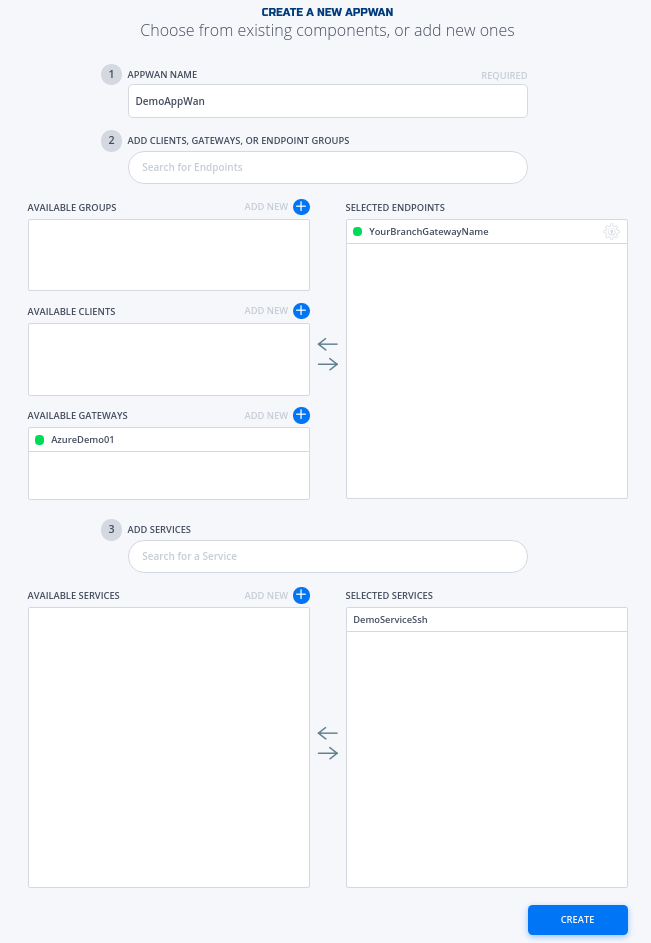 CREATE A NEW APPWAN
Choose from existing components, or add new ones
1 APPWAN NAME REQUIRED
DemoAppWan
2 ADD CLIENTS, GATEWAYS, OR ENDPOINT GROUPS
Search for Endpoints
AVAILABLE GROUPS ADD NEW
SELECTED ENDPOINTS
YourBranchGatewayName
AVAILABLE CLIENTS ADD NEW
AVAILABLE GATEWAYS ADD NEW
AzureDemo01
3 ADD SERVICES
Search for a Service
AVAILABLE SERVICES ADD NEW
SELECTED SERVICES
DemoServiceSsh
CREATE